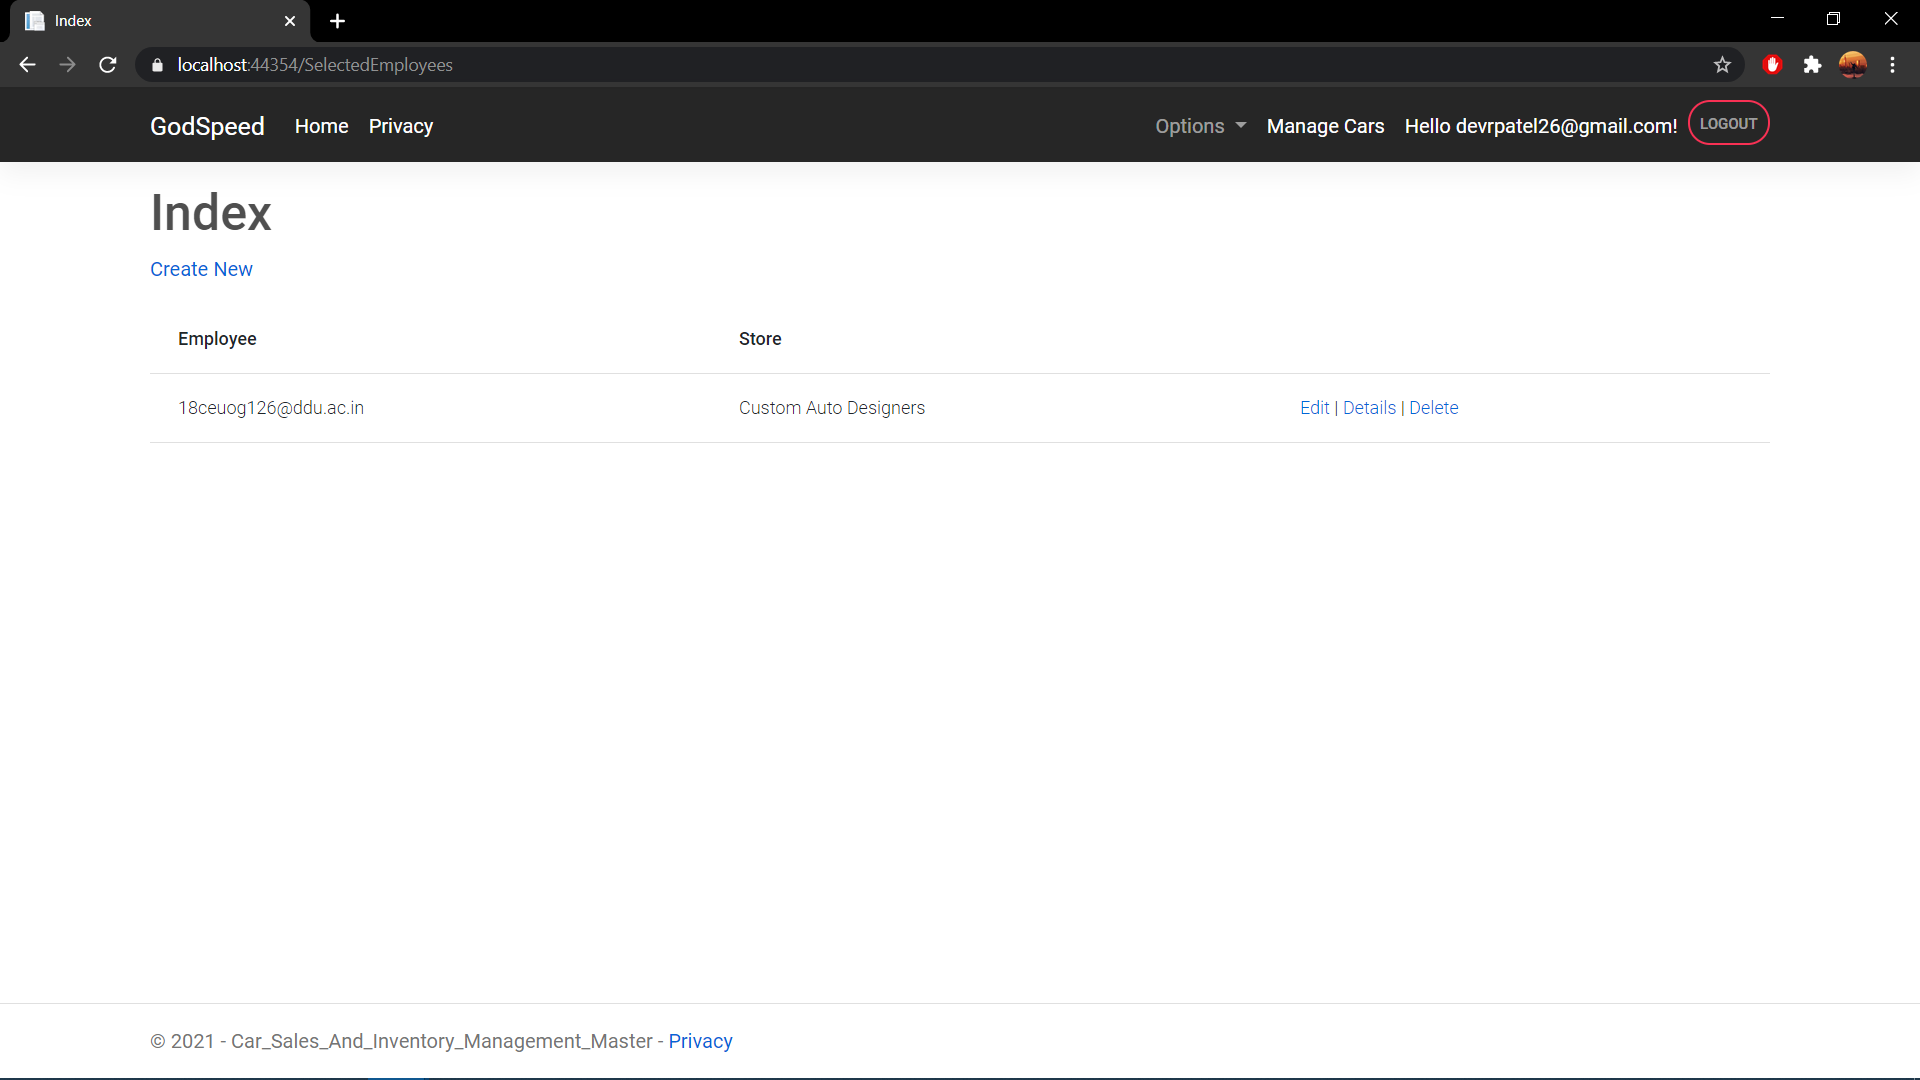 Index
localhost:44354/SelectedEmployees
GodSpeed Home Privacy Options Manage Cars Hello devrpatel26@gmail.com! LOGOUT
Index
Create New
Employee Store
18ceuog126@ddu.ac.in Custom Auto Designers Edit | Details | Delete
© 2021 - Car_Sales_And_Inventory_Management_Master - Privacy